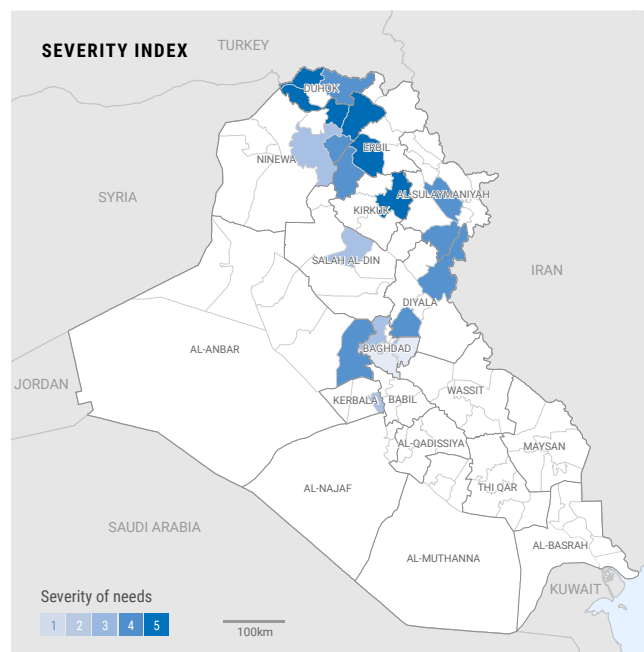 SEVERITY INDEX
TURKEY
DUHOK
ERBIL
NINEWA
AL-SULAYMANIYAH
SYRIA
KIRKUK
SALAH AL-DIN
IRAN
DIYALA
AL-ANBAR
BAGHDAD
JORDAN
WASSIT
KERBALA
BABIL
AL-QADISSIYA
MAYSAN
AL-NAJAF
THI QAR
SAUDI ARABIA
AL-MUTHANNA
AL-BASRAH
KUWAIT
Severity of needs
1 2 3 4 5
100km